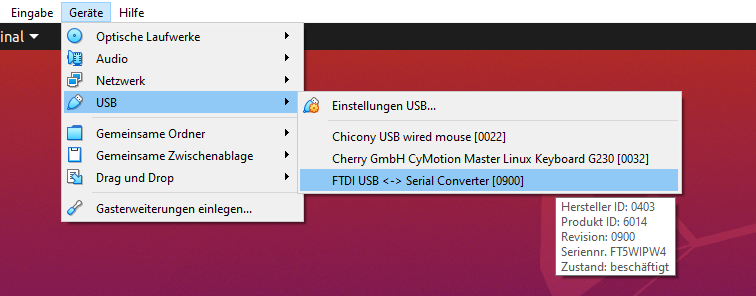 Eingabe Geräte Hilfe
inal
Optische Laufwerke
Audio
Netzwerk
USB
Gemeinsame Ordner
Gemeinsame Zwischenablage
Drag und Drop
Gasterweiterungen einlegen...
Einstellungen USB...
Chicony USB wired mouse [0022]
Cherry GmbH CyMotion Master Linux Keyboard G230 [0032]
FTDI USB <-> Serial Converter [0900]
Hersteller ID: 0403
Produkt ID: 6014
Revision: 0900
Seriennr. FT5WIPW4
Zustand: beschäftigt